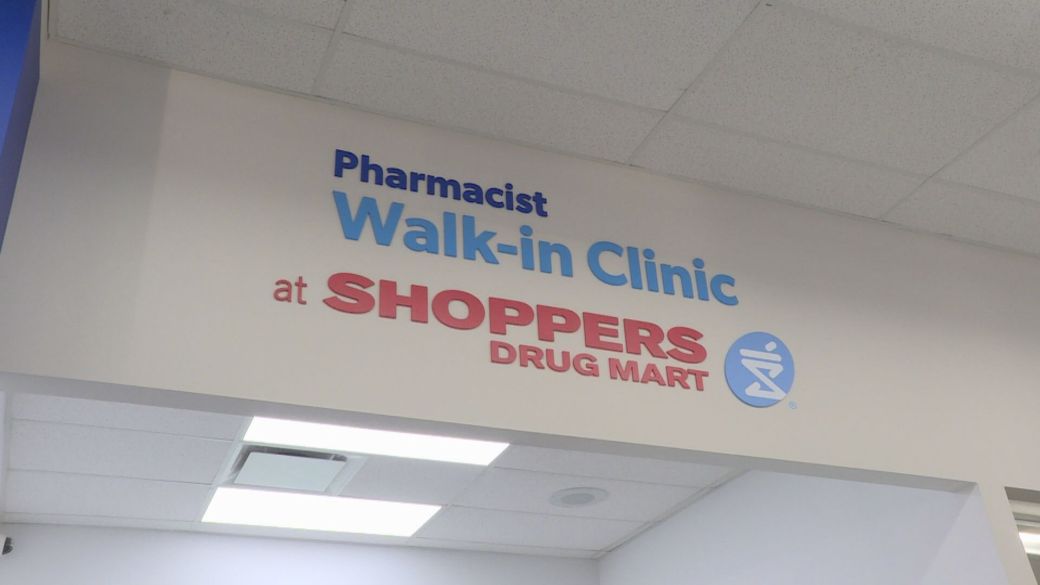 Pharmacist
Walk-in Clinic
at SHOPPERS
DRUG MART
®